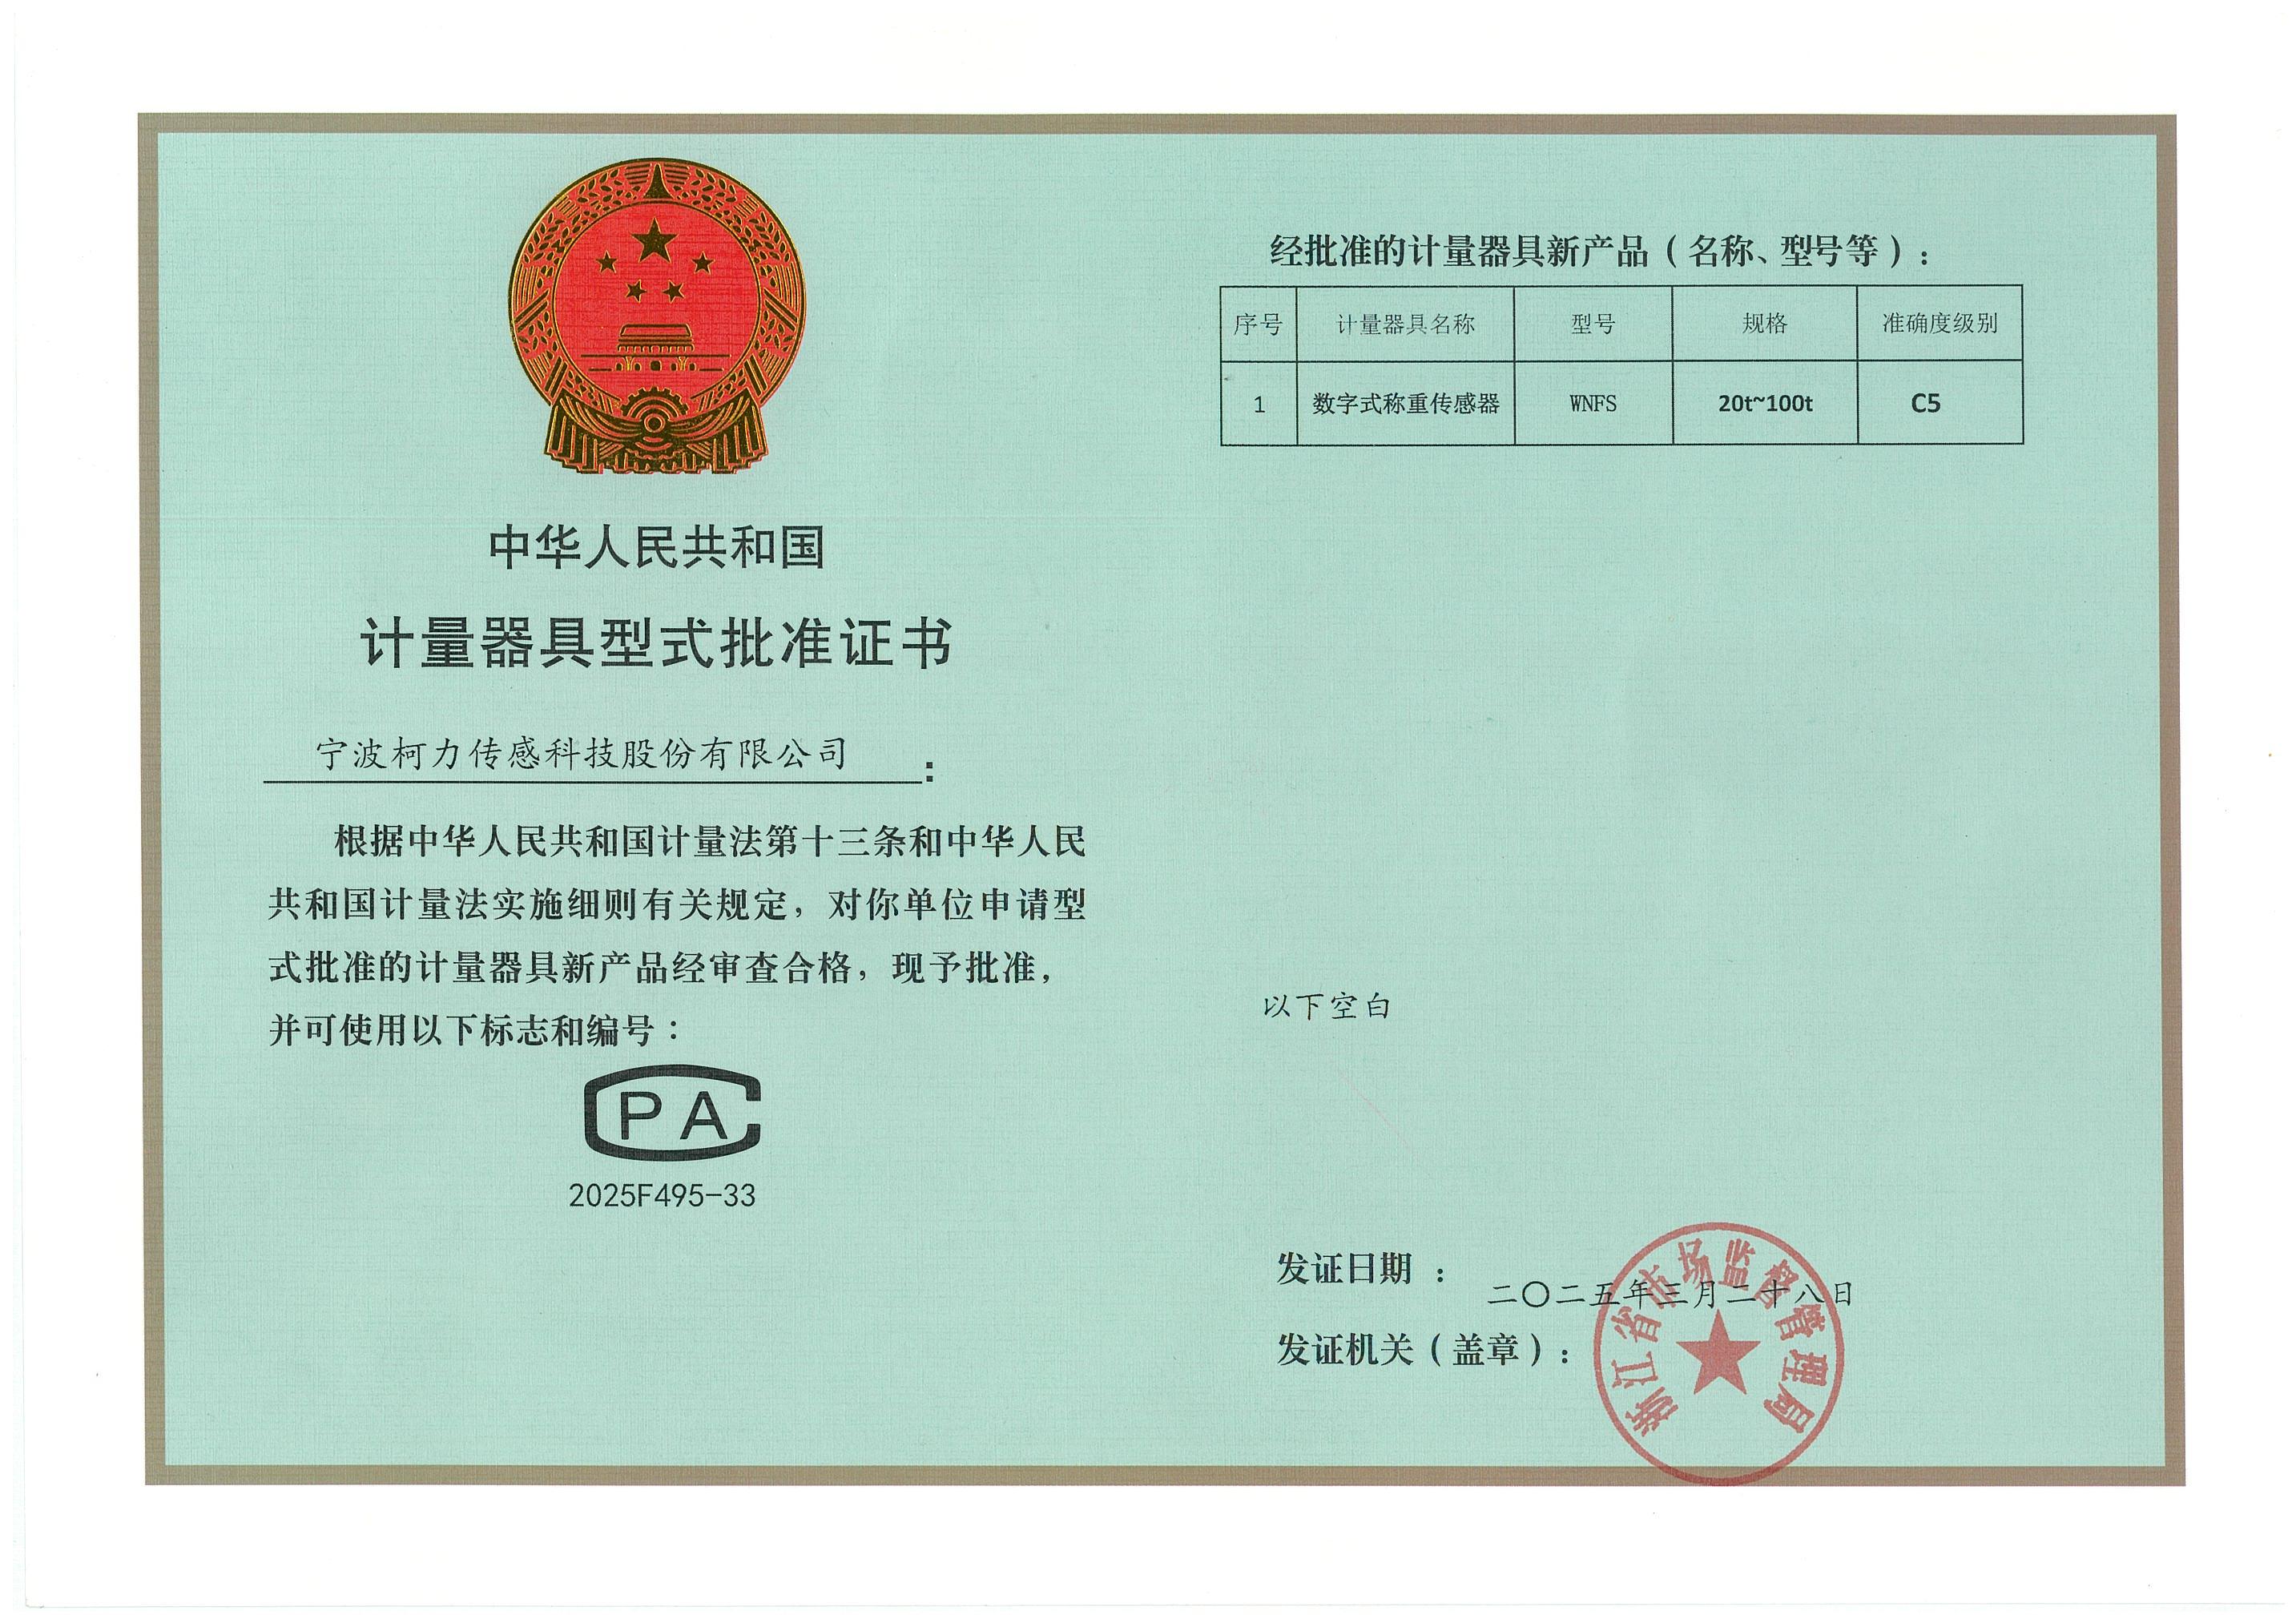 中华人民共和国
计量器具型式批准证书
宁波柯力传感科技股份有限公司：
根据中华人民共和国计量法第十三条和中华人民
共和国计量法实施细则有关规定，对你单位申请型
式批准的计量器具新产品经审查合格，现予批准，
并可使用以下标志和编号：
CPA
2025F495-33
经批准的计量器具新产品（名称、型号等）：
序号 计量器具名称 型号 规格 准确度级别
1 数字式称重传感器 WNFS 20t~100t C5
以下空白
发证日期：
二〇二五年三月二十八日
发证机关（盖章）：
浙江省市场监督管理局